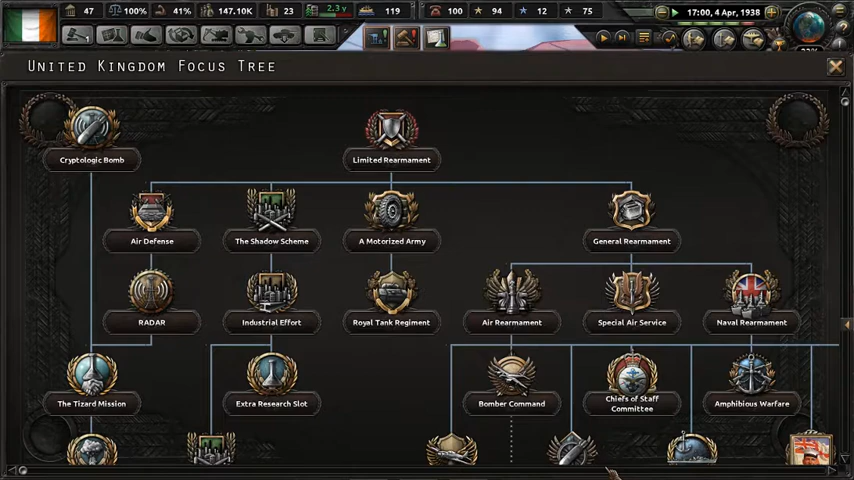 47 100% 41% 147.10K 23 2.3 y 119 100 94 12 75 17:00, 4 Apr, 1938
United Kingdom Focus Tree
Cryptologic Bomb
Limited Rearmament
Air Defense
The Shadow Scheme
A Motorized Army
General Rearmament
RADAR
Industrial Effort
Royal Tank Regiment
Air Rearmament
Special Air Service
Naval Rearmament
The Tizard Mission
Extra Research Slot
Bomber Command
Chiefs of Staff
Committee
Amphibious Warfare